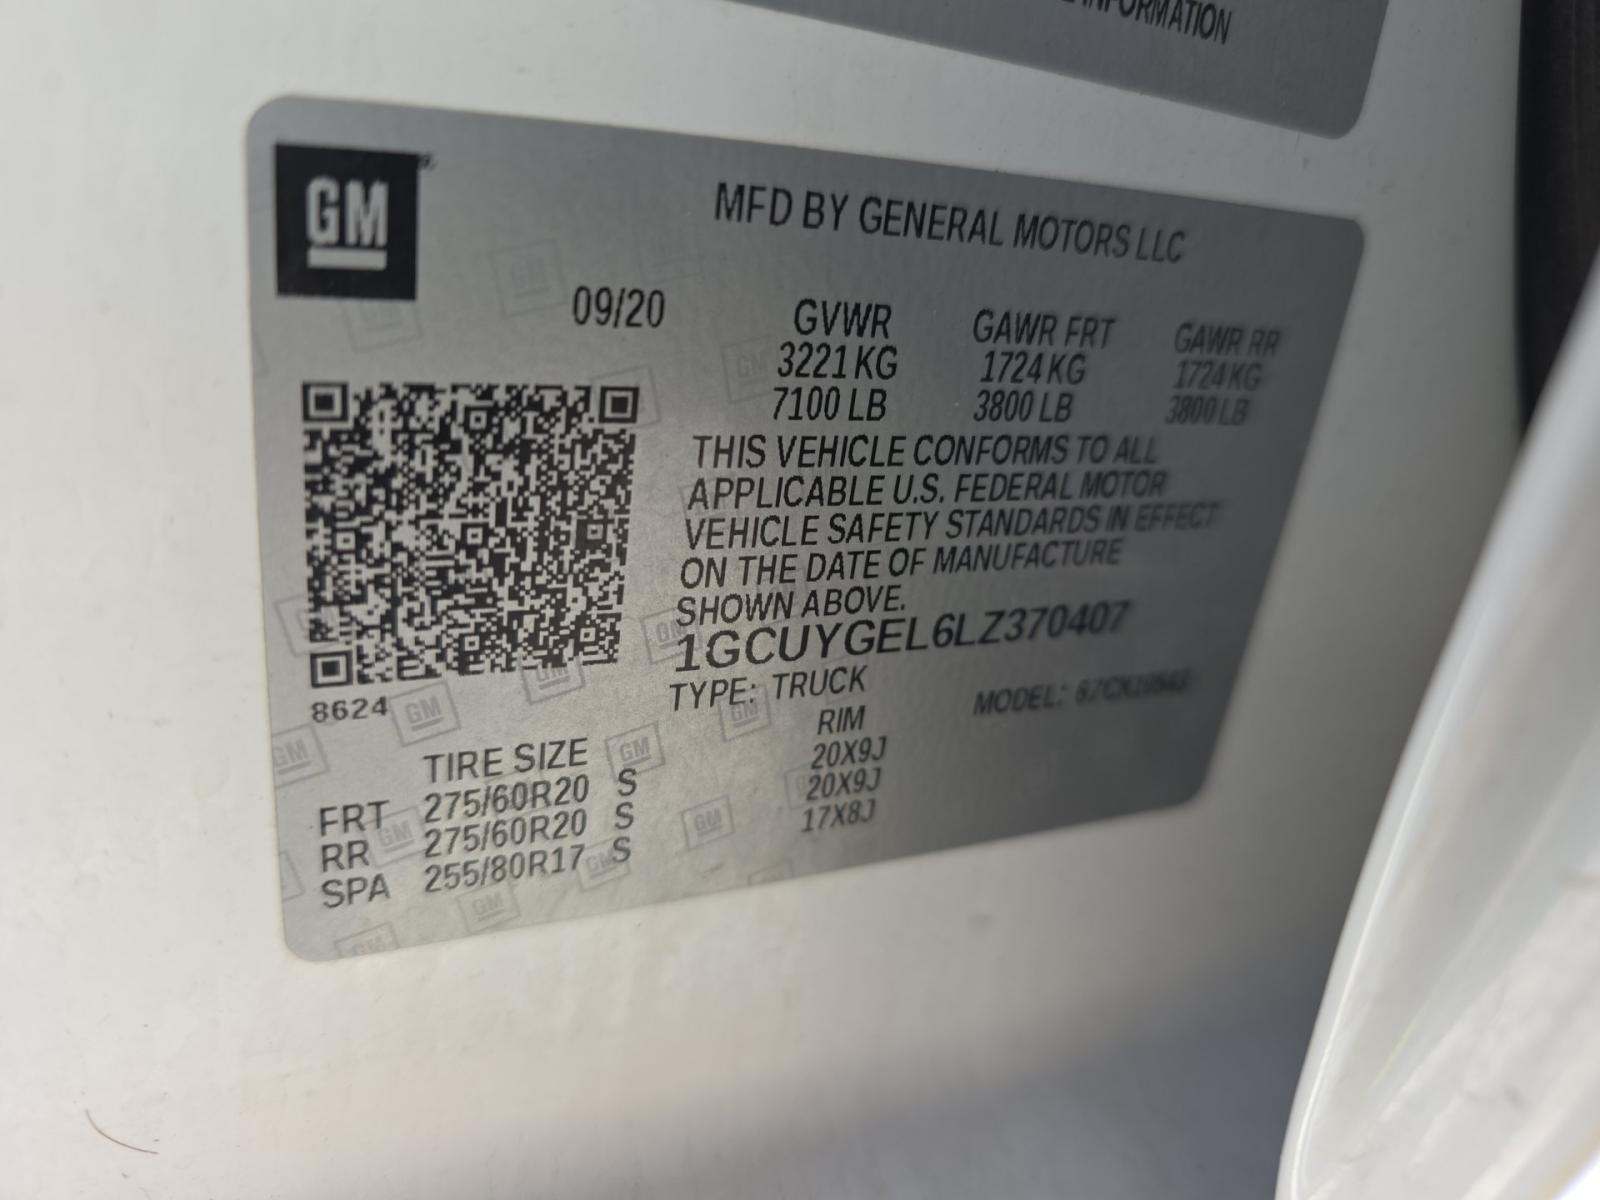 INFORMATION
GM
MFD BY GENERAL MOTORS LLC
09/20
GVWR GAWR FRT GAWR RR
3221 KG 1724 KG 1724 KG
7100 LB 3800 LB 3800 LB
THIS VEHICLE CONFORMS TO ALL
APPLICABLE U.S. FEDERAL MOTOR
VEHICLE SAFETY STANDARDS IN EFFECT
ON THE DATE OF MANUFACTURE
SHOWN ABOVE.
1GCUYGEL6LZ370407
TYPE: TRUCK MODEL:
8624
TIRE SIZE RIM
FRT 275/60R20 S 20X9J
RR 275/60R20 S 20X9J
SPA 255/80R17 S 17X8J